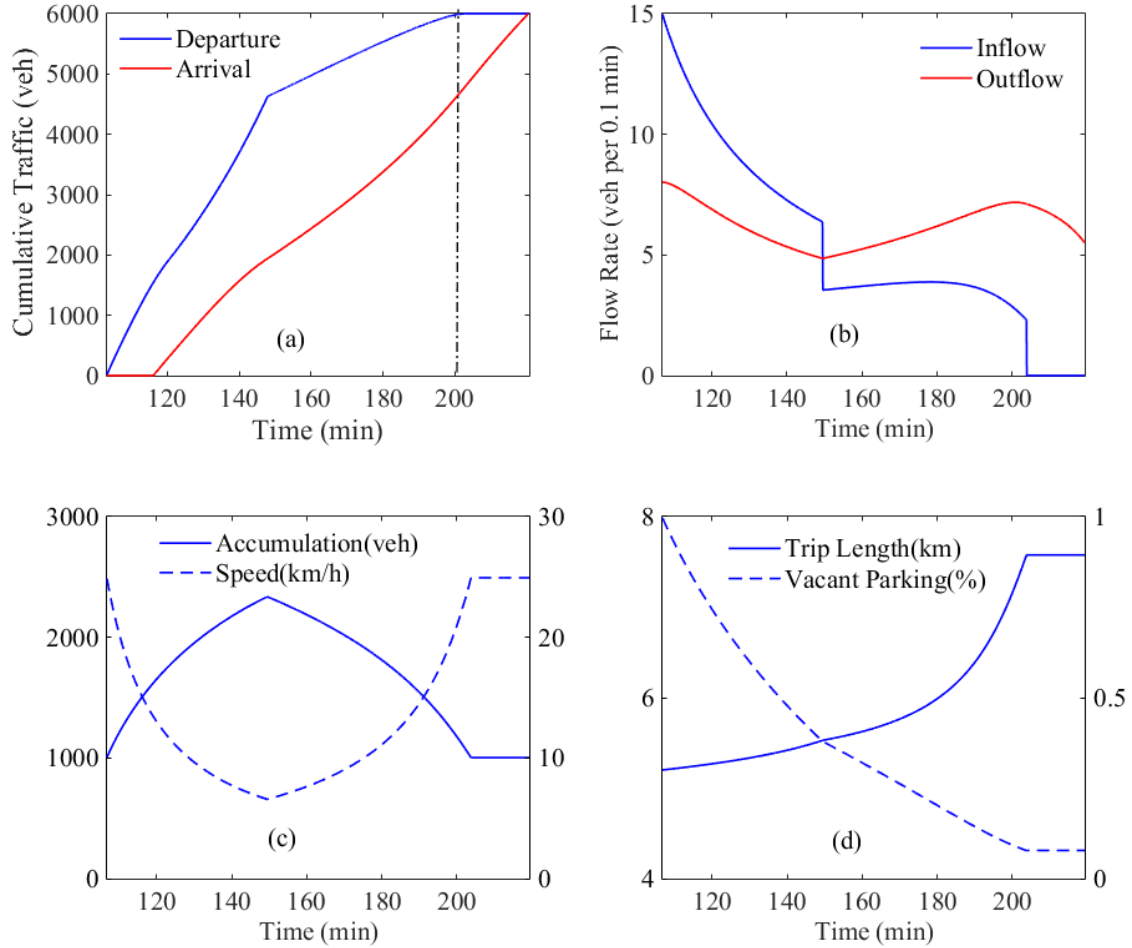 6000
5000
4000
3000
2000
1000
0
Cumulative Traffic (veh)
Departure
Arrival
(a)
120 140 160 180 200
Time (min)
15
10
5
0
Flow Rate (veh per 0.1 min)
Inflow
Outflow
(b)
120 140 160 180 200
Time (min)
3000
2000
1000
0
Accumulation(veh)
Speed(km/h)
30
20
10
0
(c)
120 140 160 180 200
Time (min)
8
6
4
Trip Length(km)
Vacant Parking(%)
1
0.5
0
(d)
120 140 160 180 200
Time (min)